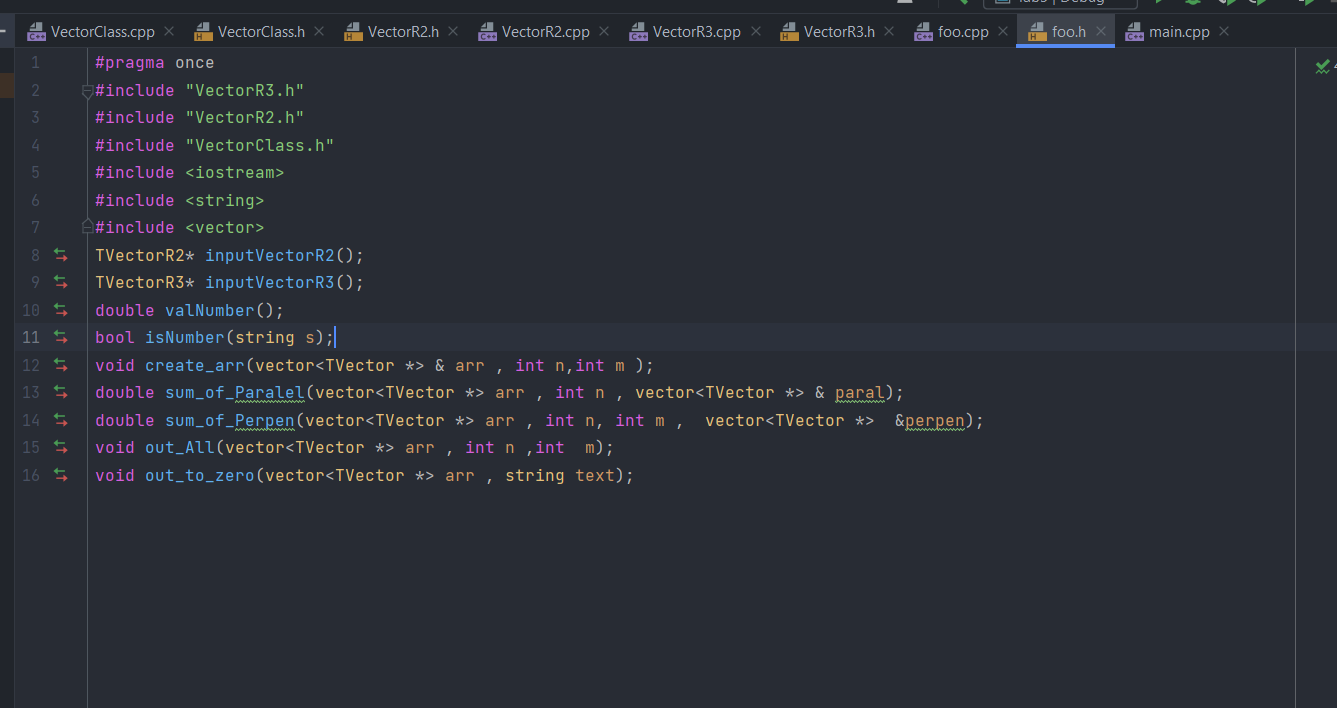 labs | Debug
VectorClass.cpp VectorClass.h VectorR2.h VectorR2.cpp VectorR3.cpp VectorR3.h foo.cpp foo.h main.cpp
1 #pragma once
2 #include "VectorR3.h"
3 #include "VectorR2.h"
4 #include "VectorClass.h"
5 #include <iostream>
6 #include <string>
7 #include <vector>
8 TVectorR2* inputVectorR2();
9 TVectorR3* inputVectorR3();
10 double valNumber();
11 bool isNumber(string s);
12 void create_arr(vector<TVector *> & arr , int n,int m );
13 double sum_of_Paralel(vector<TVector *> arr , int n , vector<TVector *> & paral);
14 double sum_of_Perpen(vector<TVector *> arr , int n, int m ,  vector<TVector *>  &perpen);
15 void out_All(vector<TVector *> arr , int n ,int  m);
16 void out_to_zero(vector<TVector *> arr , string text);